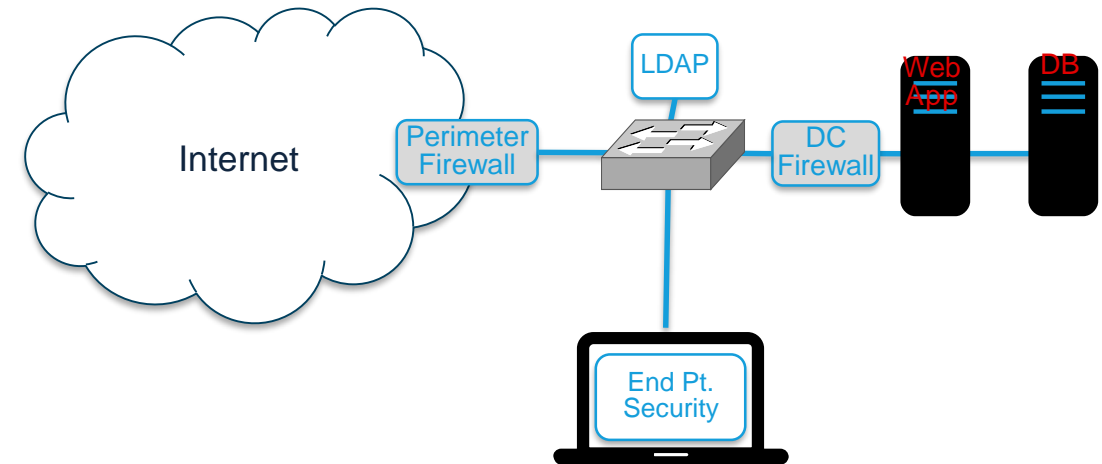 Internet
Perimeter
Firewall
LDAP
DC
Firewall
Web
App
DB
End Pt.
Security